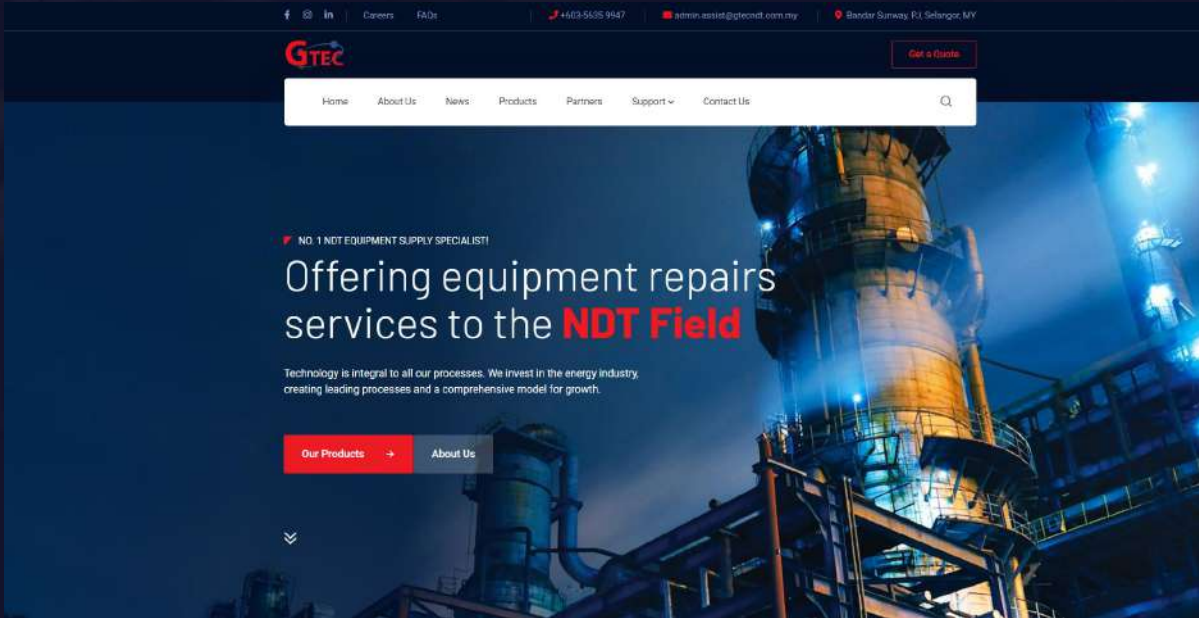 Careers FAQs +603-5635 9947 admin.assist@gtecndt.com.my Bandar Sunway, PJ, Selangor, MY
GTEC
Get a Quote
Home About Us News Products Partners Support Contact Us
NO. 1 NDT EQUIPMENT SUPPLY SPECIALIST!
Offering equipment repairs
services to the NDT Field
Technology is integral to all our processes. We invest in the energy industry,
creating leading processes and a comprehensive model for growth.
Our Products → About Us